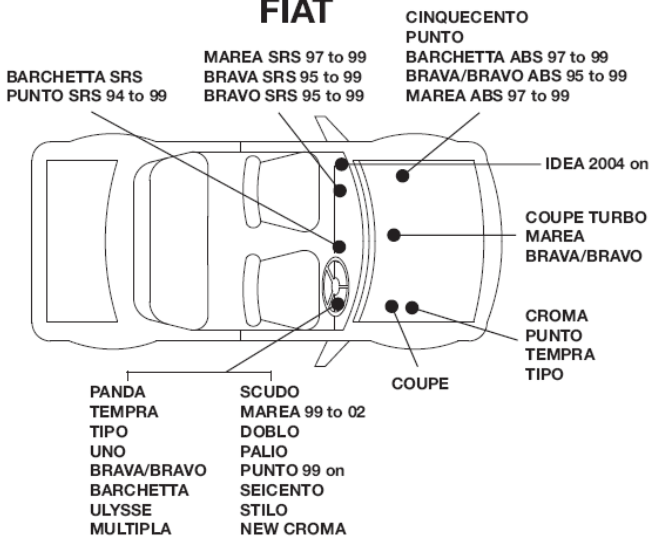 FIAT
CINQUECENTO
PUNTO
BARCHETTA ABS 97 to 99
BRAVA/BRAVO ABS 95 to 99
MAREA ABS 97 to 99
MAREA SRS 97 to 99
BRAVA SRS 95 to 99
BRAVO SRS 95 to 99
BARCHETTA SRS
PUNTO SRS 94 to 99
IDEA 2004 on
COUPE TURBO
MAREA
BRAVA/BRAVO
CROMA
PUNTO
TEMPRA
TIPO
COUPE
PANDA
TEMPRA
TIPO
UNO
BRAVA/BRAVO
BARCHETTA
ULYSSE
MULTIPLA
SCUDO
MAREA 99 to 02
DOBLO
PALIO
PUNTO 99 on
SEICENTO
STILO
NEW CROMA